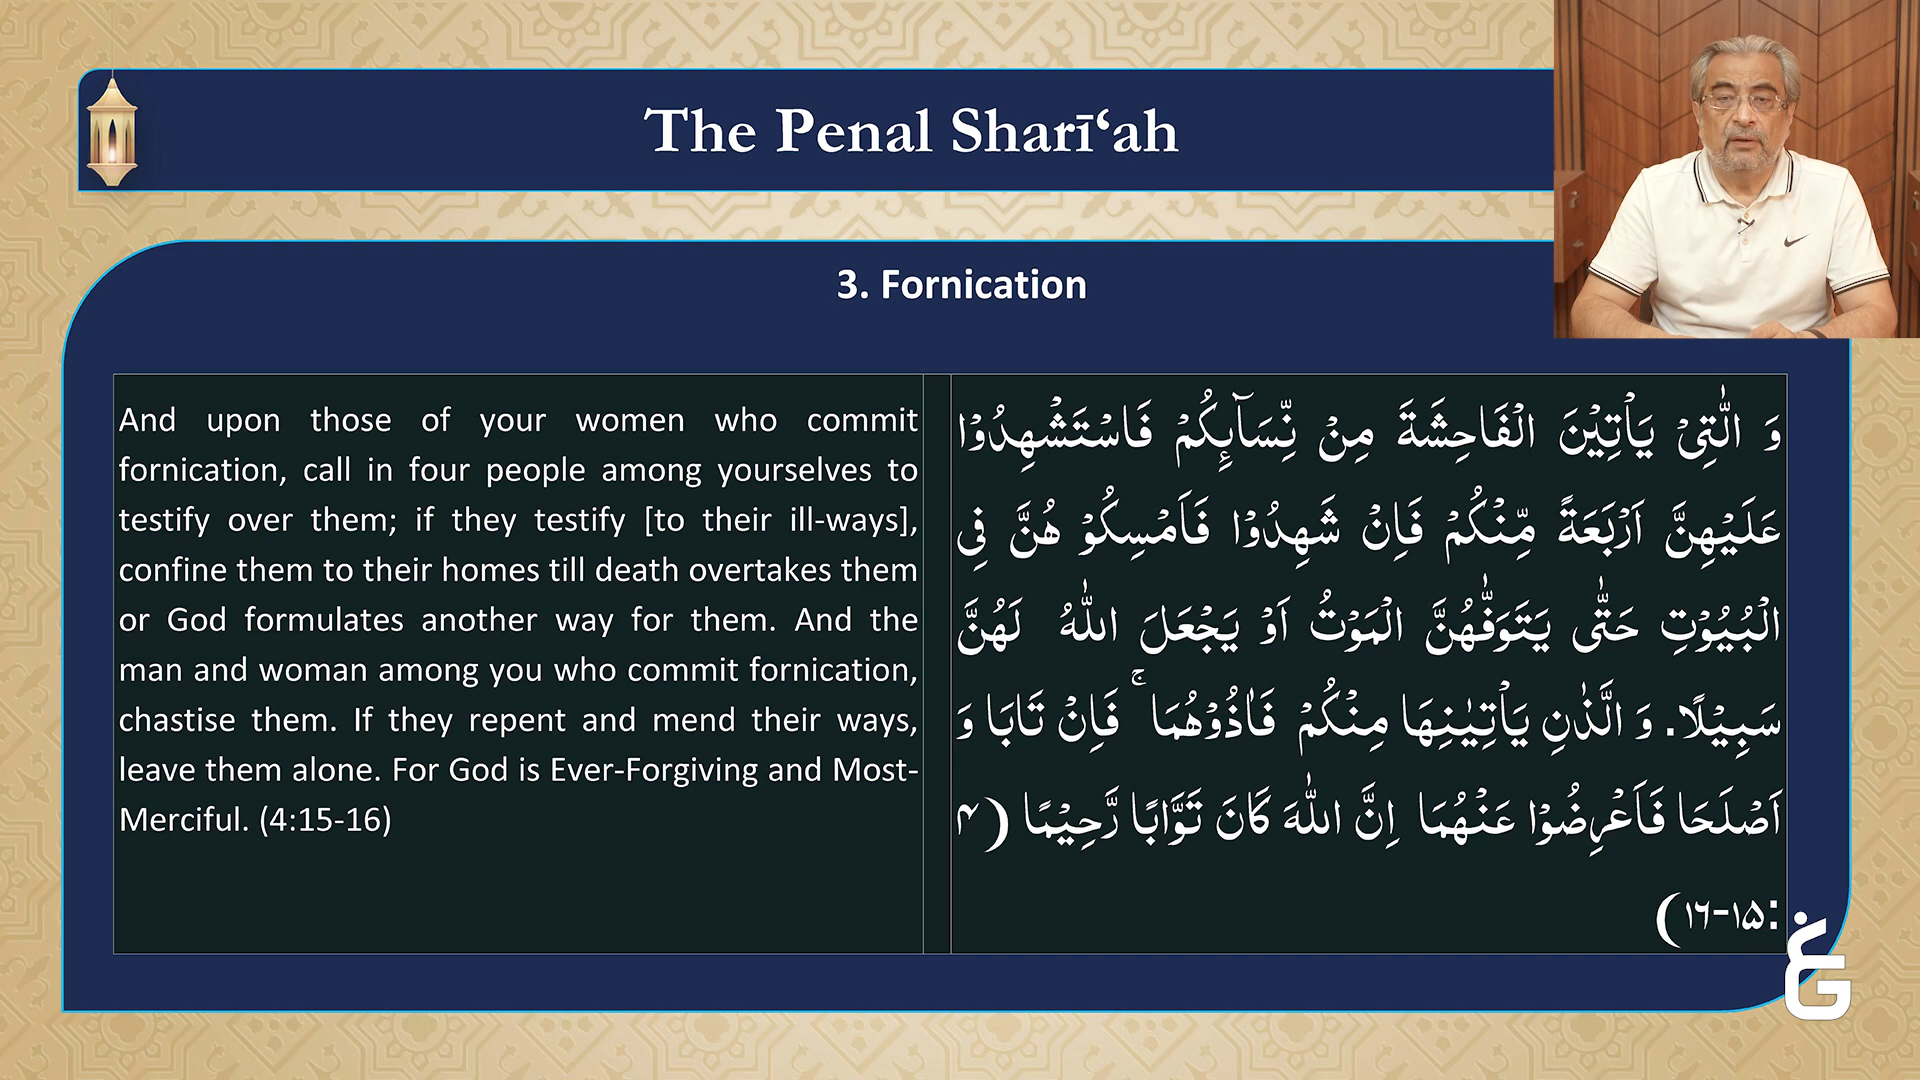 The Penal Sharī‘ah
3. Fornication
And upon those of your women who commit
fornication, call in four people among yourselves to
testify over them; if they testify [to their ill-ways],
confine them to their homes till death overtakes them
or God formulates another way for them. And the
man and woman among you who commit fornication,
chastise them. If they repent and mend their ways,
leave them alone. For God is Ever-Forgiving and Most-
Merciful. (4:15-16)
وَ الّٰتِیْ یَاْتِیْنَ الْفَاحِشَةَ مِنْ نِّسَآىِٕكُمْ فَاسْتَشْهِدُوْا
عَلَیْهِنَّ اَرْبَعَةً مِّنْكُمْ فَاِنْ شَهِدُوْا فَاَمْسِكُوْ هُنَّ فِی
الْبُیُوْتِ حَتّٰی یَتَوَفّٰهُنَّ الْمَوْتُ اَوْ یَجْعَلَ اللّٰهُ لَهُنَّ
سَبِیْلًا. وَ الَّذٰنِ یَاْتِیٰنِهَا مِنْكُمْ فَاٰذُوْهُمَا ۚ فَاِنْ تَابَا وَ
اَصْلَحَا فَاَعْرِضُوْا عَنْهُمَا اِنَّ اللّٰهَ كَانَ تَوَّابًا رَّحِیْمًا (۴
:۱۵-۱۶)
غ
G